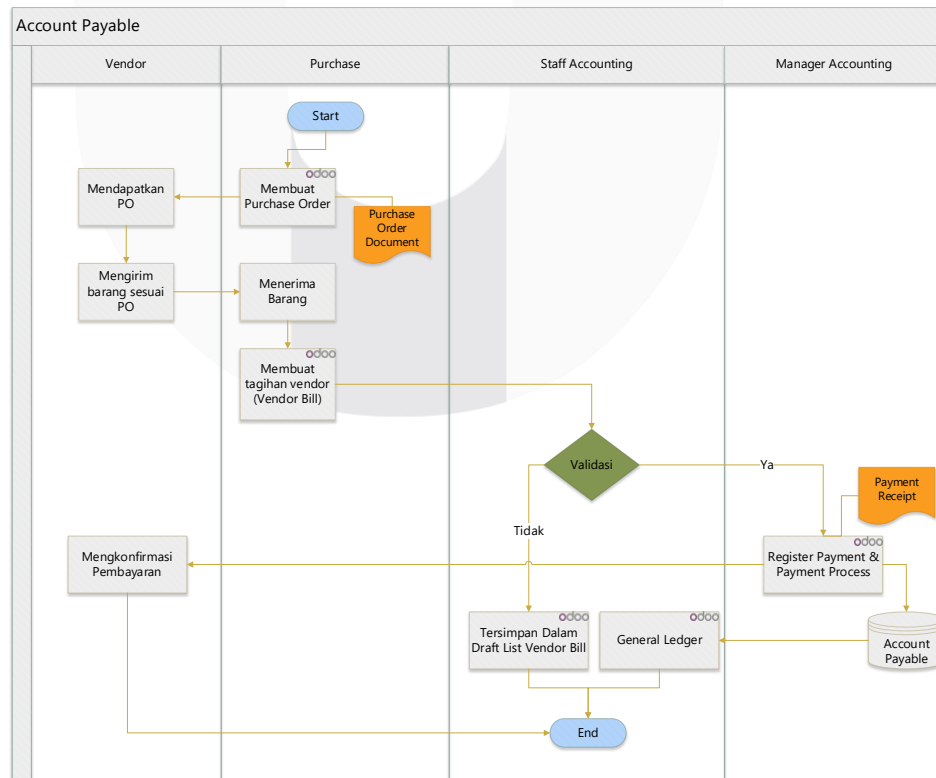 Account Payable
Vendor
Purchase
Staff Accounting
Manager Accounting
Start
odoo
Mendapatkan
PO
Membuat
Purchase Order
Purchase
Order
Document
Mengirim
barang sesuai
PO
Menerima
Barang
odoo
Membuat
tagihan vendor
(Vendor Bill)
Validasi
Ya
Tidak
Payment
Receipt
odoo
Mengkonfirmasi
Pembayaran
Register Payment &
Payment Process
odoo
Tersimpan Dalam
Draft List Vendor Bill
odoo
General Ledger
Account
Payable
End